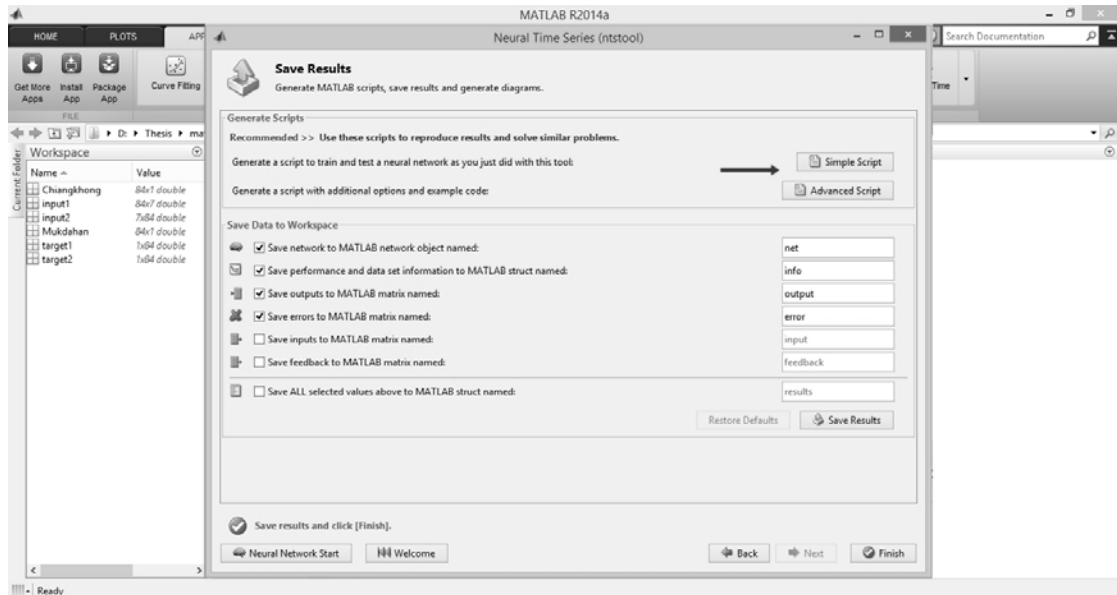 MATLAB R2014a
HOME PLOTS APP
Search Documentation
Neural Time Series (ntstool)
Get More Apps
Install App
Package App
Curve Fitting
Time
FILE
D: ▸ Thesis ▸ ma
Current Folder
Workspace
Name Value
Chiangkhong 84x1 double
input1 84x7 double
input2 7x84 double
Mukdahan 84x1 double
target1 1x84 double
target2 1x84 double
Save Results
Generate MATLAB scripts, save results and generate diagrams.
Generate Scripts
Recommended >> Use these scripts to reproduce results and solve similar problems.
Generate a script to train and test a neural network as you just did with this tool: Simple Script
Generate a script with additional options and example code: Advanced Script
Save Data to Workspace
Save network to MATLAB network object named: net
Save performance and data set information to MATLAB struct named: info
Save outputs to MATLAB matrix named: output
Save errors to MATLAB matrix named: error
Save inputs to MATLAB matrix named: input
Save feedback to MATLAB matrix named: feedback
Save ALL selected values above to MATLAB struct named: results
Restore Defaults Save Results
Save results and click [Finish].
Neural Network Start Welcome Back Next Finish
Ready